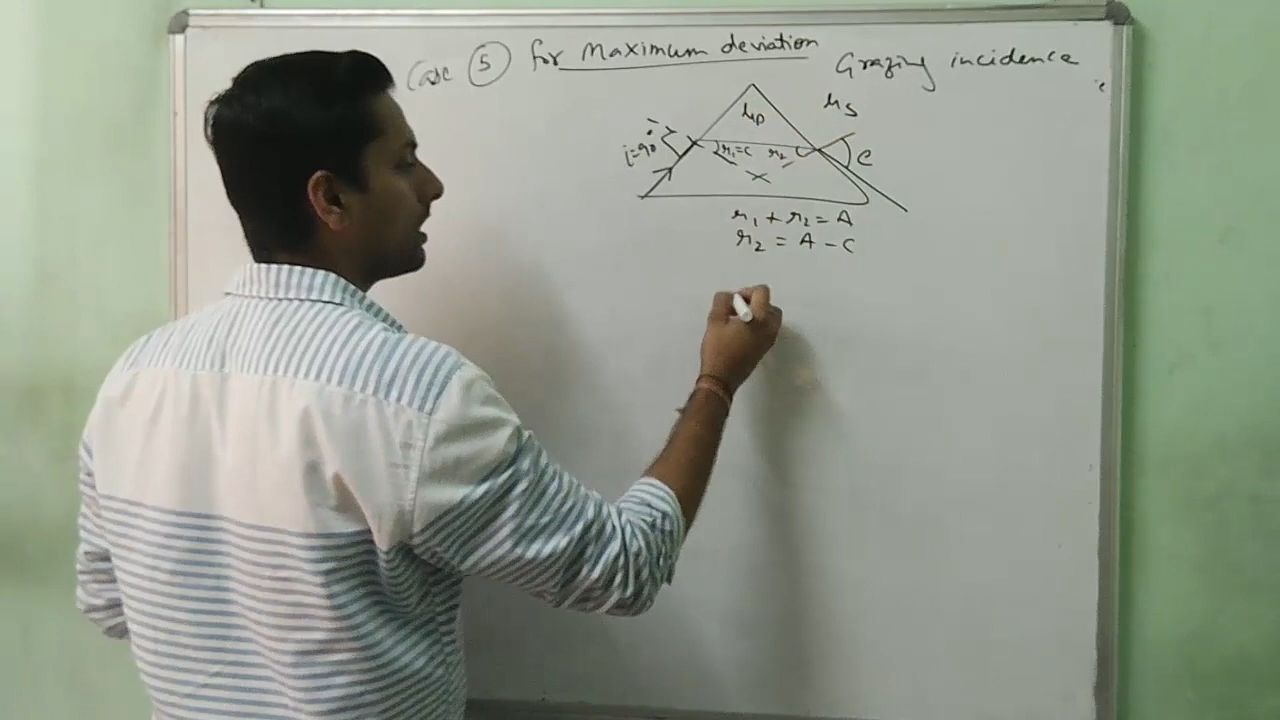 Case 5 for Maximum deviation Grazing incidence
μp
μs
i=90°
r₁=c
r₂
e
r₁ + r₂ = A
r₂ = A - C